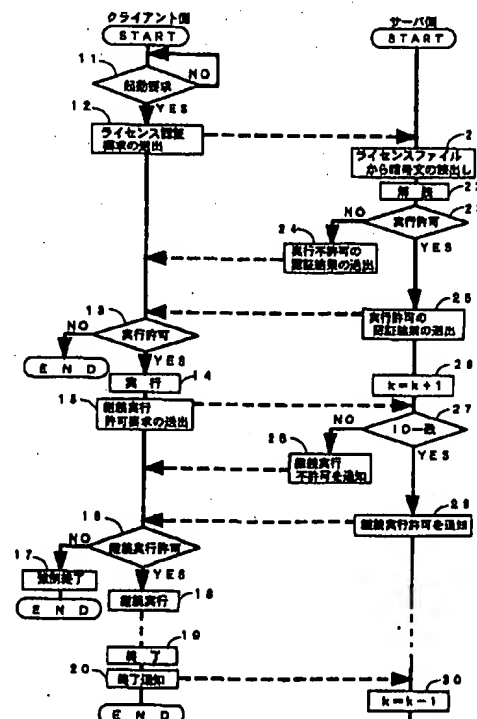 クライアント側
START
11
起動要求
NO
YES
12
ライセンス認証
要求の送出
13
実行許可
NO
YES
END
実行
14
15
継続実行
許可要求の送出
16
継続実行許可
NO
YES
17
強制終了
END
継続実行
18
19
終了
20
終了通知
END
サーバ側
START
2
ライセンスファイル
から暗号文の読出し
22
解読
実行許可
NO
YES
24
実行不許可の
認証結果の送出
25
実行許可の
認証結果の送出
26
k=k+1
27
ID一致
NO
YES
28
継続実行
不許可を通知
29
継続実行許可を通知
30
k=k-1